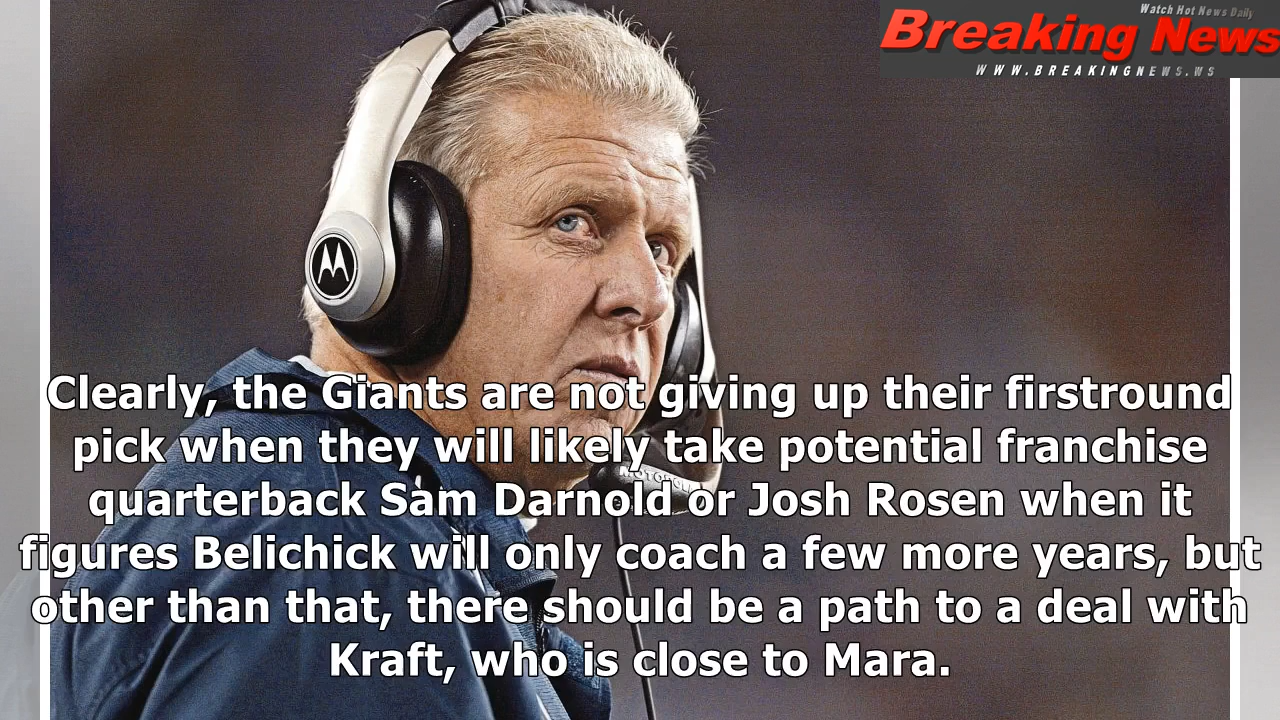 Watch Hot News Daily
Breaking News
WWW.BREAKINGNEWS.WS
Clearly, the Giants are not giving up their firstround
pick when they will likely take potential franchise
quarterback Sam Darnold or Josh Rosen when it
MOTOROLA
figures Belichick will only coach a few more years, but
other than that, there should be a path to a deal with
Kraft, who is close to Mara.